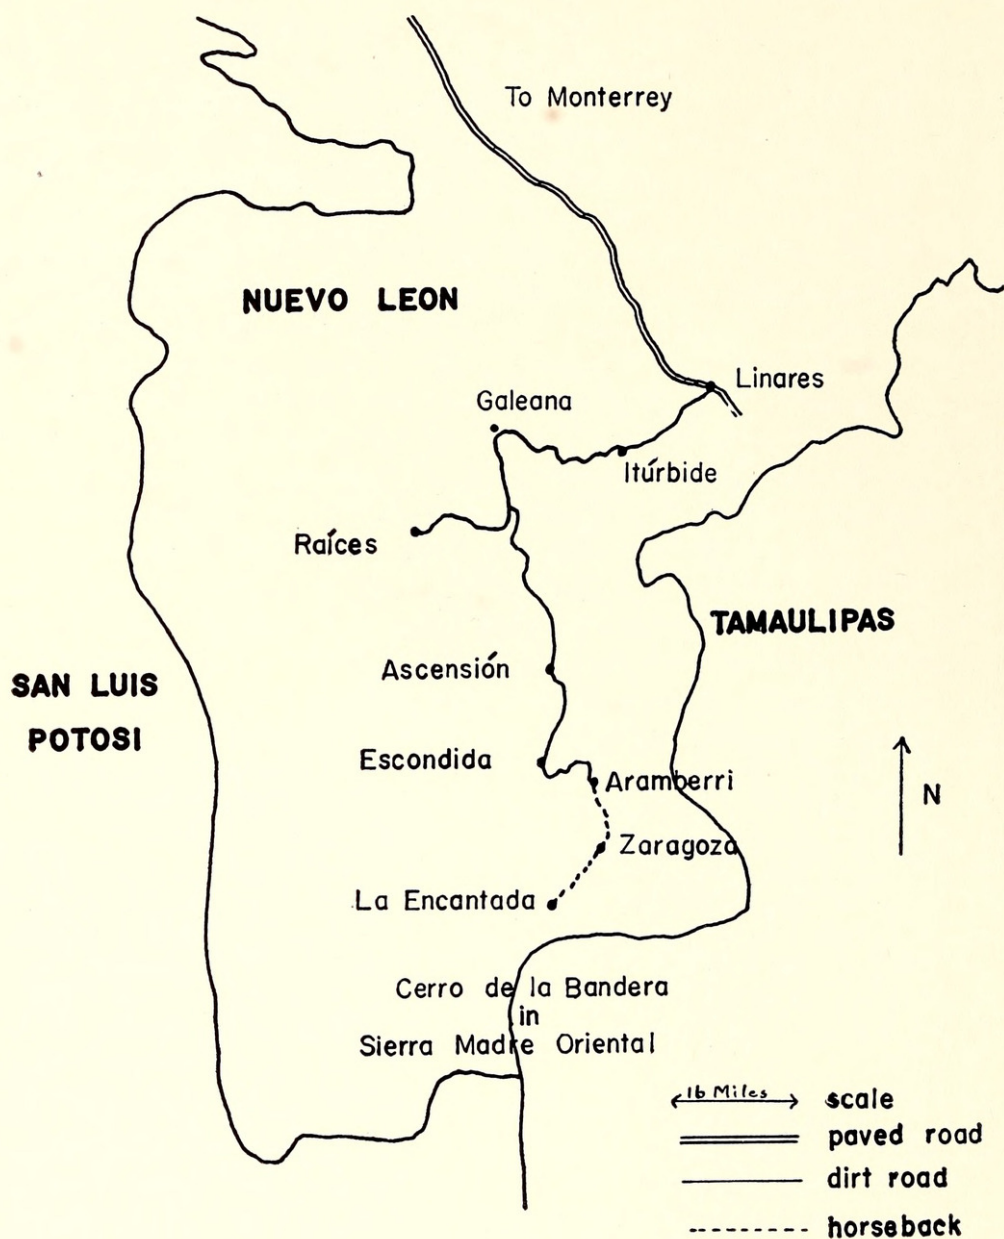 To Monterrey
NUEVO LEON
Linares
Galeana
Itúrbide
Raíces
TAMAULIPAS
Ascensión
SAN LUIS
POTOSI
Escondida
Aramberri
N
Zaragoza
La Encantada
Cerro de la Bandera
in
Sierra Madre Oriental
16 Miles scale
paved road
dirt road
horseback